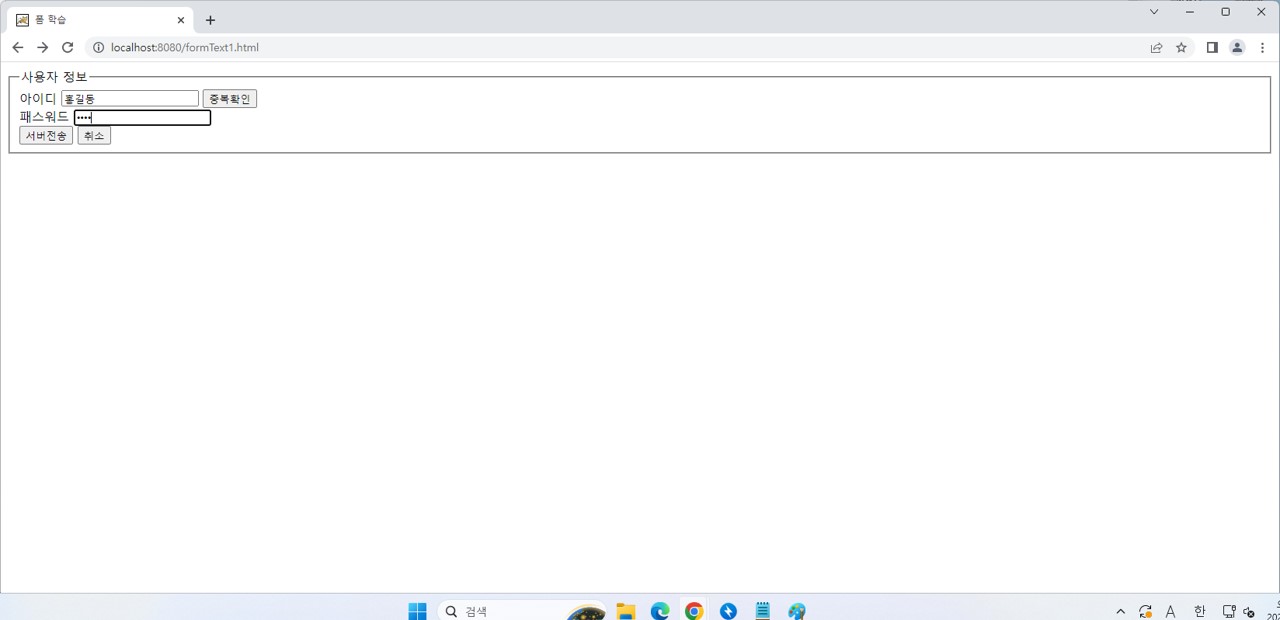 폼 학습
localhost:8080/formText1.html
사용자 정보
아이디 홍길동 중복확인
패스워드 ••••
서버전송 취소
검색
A 한